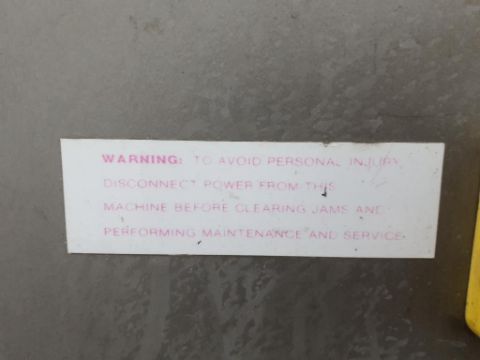 WARNING: TO AVOID PERSONAL INJURY
DISCONNECT POWER FROM THIS
MACHINE BEFORE CLEARING JAMS AND
PERFORMING MAINTENANCE AND SERVICE